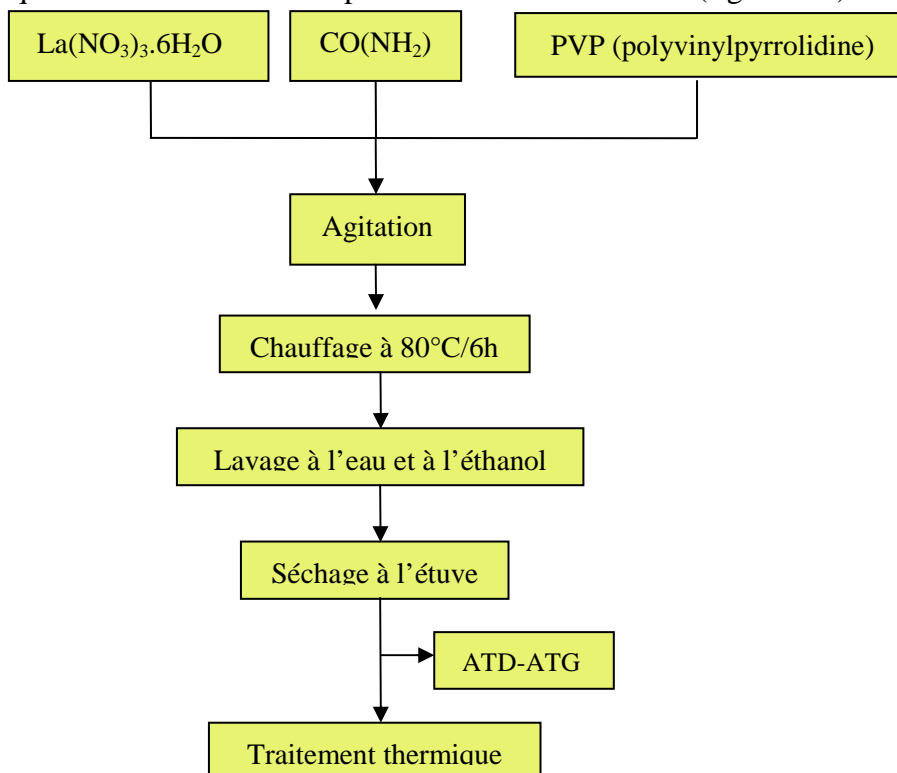 La(NO₃)₃.6H₂O
CO(NH₂)
PVP (polyvinylpyrrolidine)
Agitation
Chauffage à 80°C/6h
Lavage à l'eau et à l'éthanol
Séchage à l'étuve
ATD-ATG
Traitement thermique